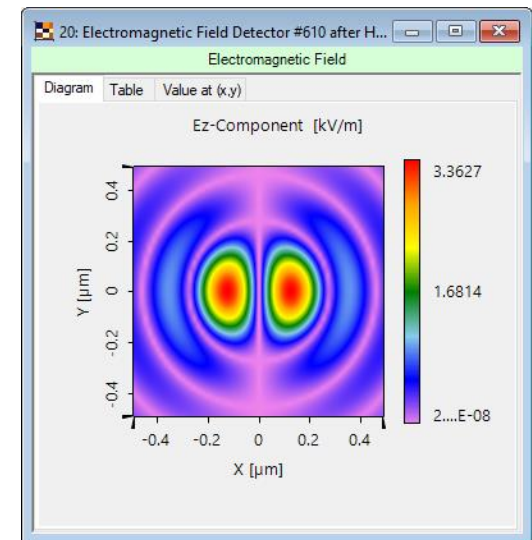 20: Electromagnetic Field Detector #610 after H...
Electromagnetic Field
Diagram Table Value at (x,y)
Ez-Component [kV/m]
3.3627
1.6814
2....E-08
Y [µm]
0.4
0.2
0
-0.2
-0.4
-0.4 -0.2 0 0.2 0.4
X [µm]